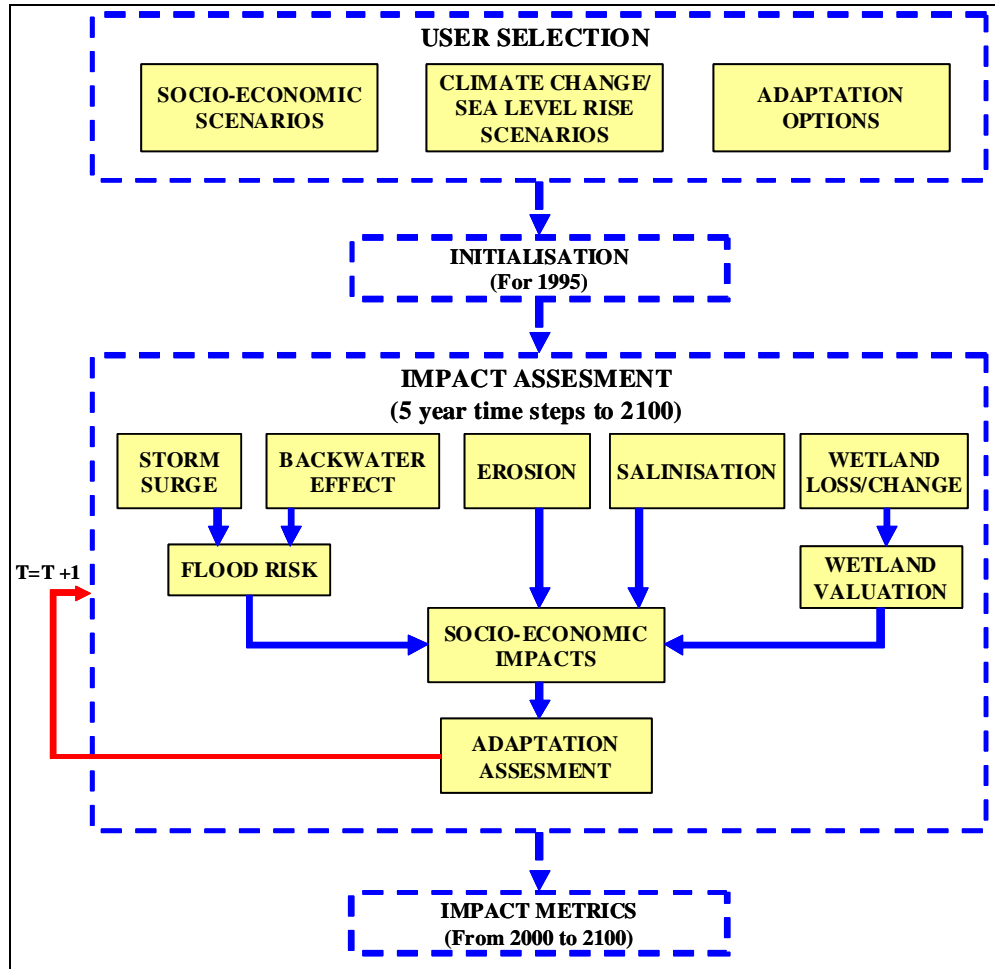 USER SELECTION
SOCIO-ECONOMIC
SCENARIOS
CLIMATE CHANGE/
SEA LEVEL RISE
SCENARIOS
ADAPTATION
OPTIONS
INITIALISATION
(For 1995)
IMPACT ASSESMENT
(5 year time steps to 2100)
STORM
SURGE
BACKWATER
EFFECT
EROSION
SALINISATION
WETLAND
LOSS/CHANGE
FLOOD RISK
WETLAND
VALUATION
T=T +1
SOCIO-ECONOMIC
IMPACTS
ADAPTATION
ASSESMENT
IMPACT METRICS
(From 2000 to 2100)